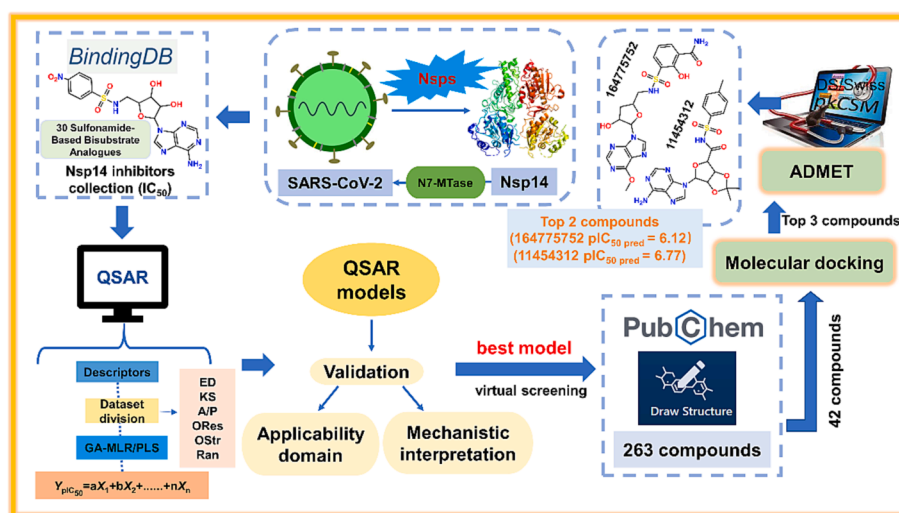 BindingDB
30 Sulfonamide-
Based Bisubstrate
Analogues
Nsp14 inhibitors
collection (IC50)
Nsps
SARS-CoV-2
N7-MTase
Nsp14
164775752
11454312
Top 2 compounds
(164775752 pIC50 pred = 6.12)
(11454312 pIC50 pred = 6.77)
pkCSM
ADMET
Top 3 compounds
Molecular docking
42 compounds
QSAR
Descriptors
Dataset
division
GA-MLR/PLS
ED
KS
A/P
ORes
OStr
Ran
YpIC50=aX1+bX2+......+nXn
QSAR
models
Validation
Applicability
domain
Mechanistic
interpretation
best model
virtual screening
PubChem
Draw Structure
263 compounds